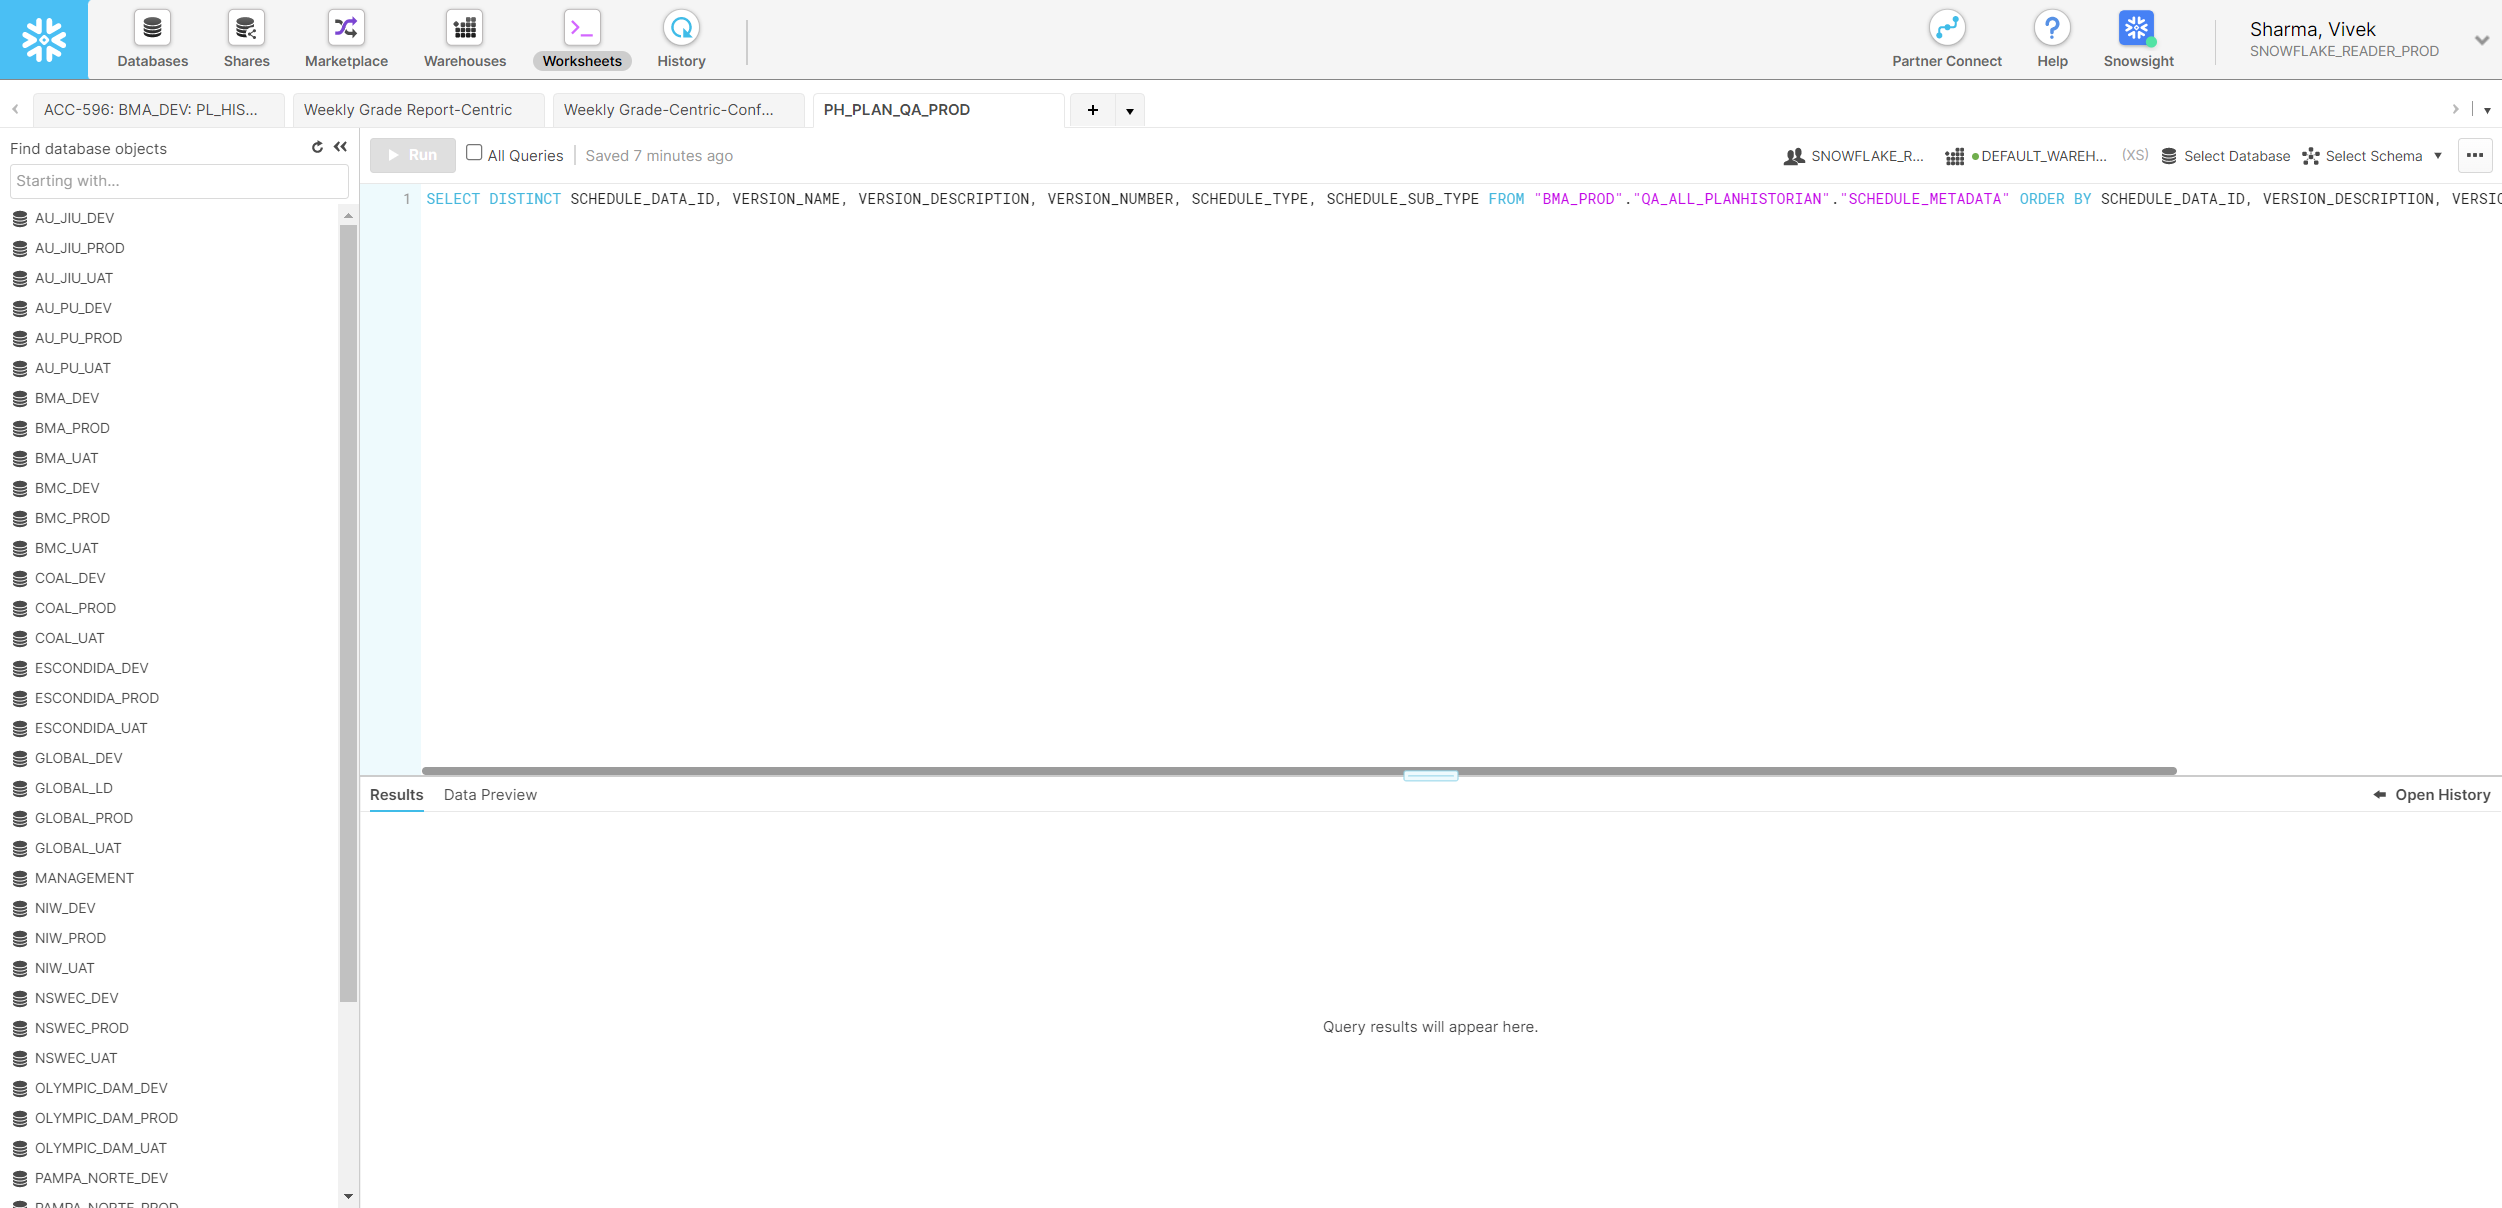 Databases
Shares
Marketplace
Warehouses
Worksheets
History
Partner Connect
Help
Snowsight
Sharma, Vivek
SNOWFLAKE_READER_PROD
ACC-596: BMA_DEV: PL_HIS...
Weekly Grade Report-Centric
Weekly Grade-Centric-Conf...
PH_PLAN_QA_PROD
Find database objects
Starting with...
AU_JIU_DEV
AU_JIU_PROD
AU_JIU_UAT
AU_PU_DEV
AU_PU_PROD
AU_PU_UAT
BMA_DEV
BMA_PROD
BMA_UAT
BMC_DEV
BMC_PROD
BMC_UAT
COAL_DEV
COAL_PROD
COAL_UAT
ESCONDIDA_DEV
ESCONDIDA_PROD
ESCONDIDA_UAT
GLOBAL_DEV
GLOBAL_LD
GLOBAL_PROD
GLOBAL_UAT
MANAGEMENT
NIW_DEV
NIW_PROD
NIW_UAT
NSWEC_DEV
NSWEC_PROD
NSWEC_UAT
OLYMPIC_DAM_DEV
OLYMPIC_DAM_PROD
OLYMPIC_DAM_UAT
PAMPA_NORTE_DEV
PAMPA_NORTE_PROD
Run
All Queries
Saved 7 minutes ago
SNOWFLAKE_R...
DEFAULT_WAREH...
(XS)
Select Database
Select Schema
1 SELECT DISTINCT SCHEDULE_DATA_ID, VERSION_NAME, VERSION_DESCRIPTION, VERSION_NUMBER, SCHEDULE_TYPE, SCHEDULE_SUB_TYPE FROM "BMA_PROD"."QA_ALL_PLANHISTORIAN"."SCHEDULE_METADATA" ORDER BY SCHEDULE_DATA_ID, VERSION_DESCRIPTION, VERSIO
Results
Data Preview
Open History
Query results will appear here.